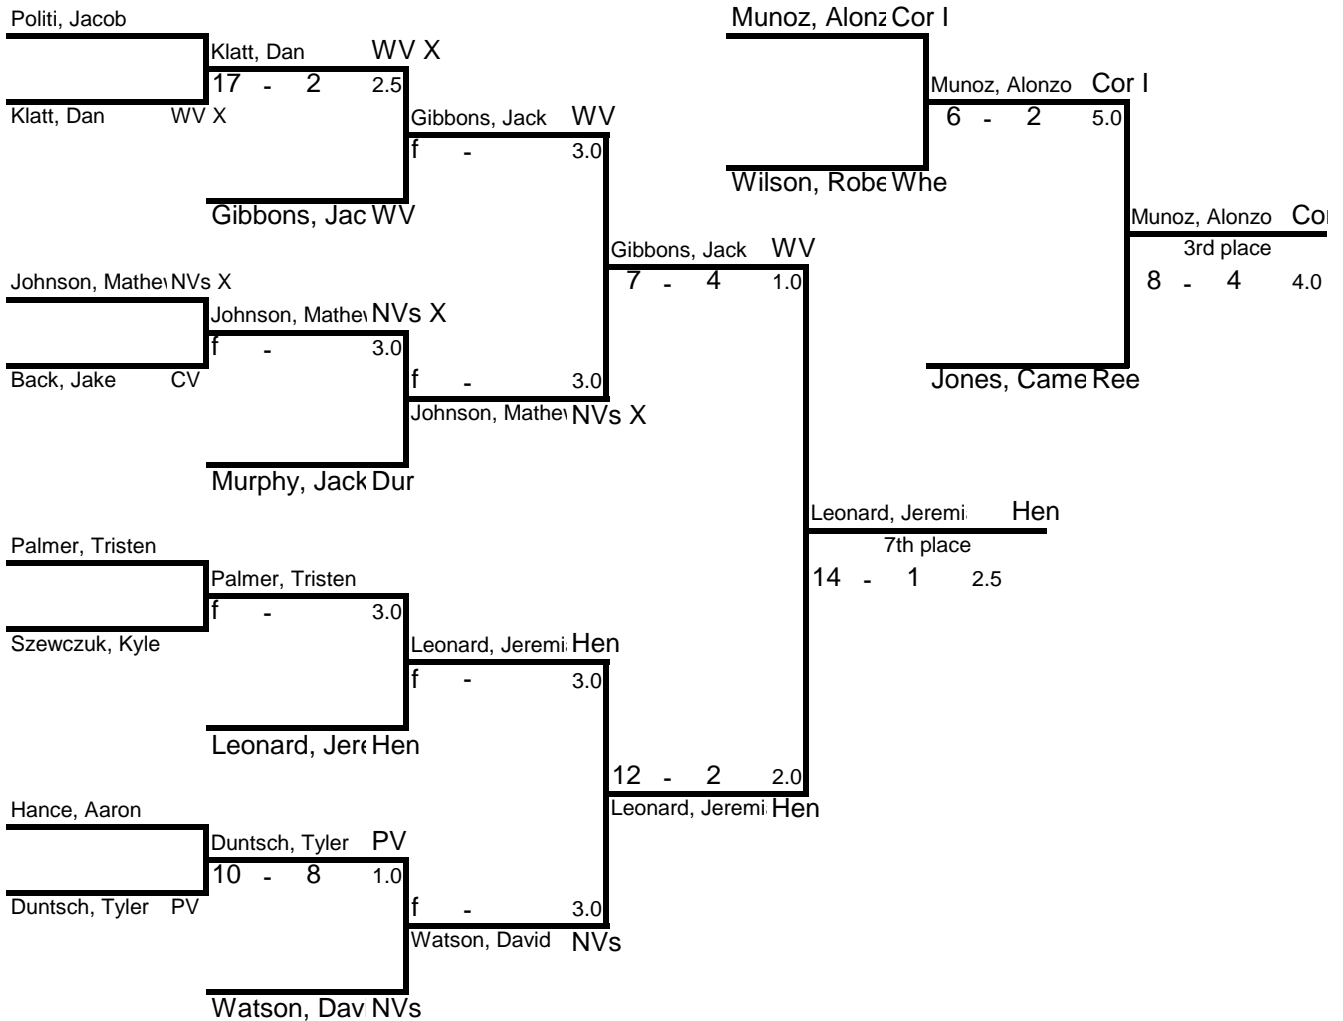 Politi, Jacob
Klatt, Dan WV X
17 - 2 2.5
Klatt, Dan WV X
Gibbons, Jack WV
f - 3.0
Gibbons, Jac WV
Gibbons, Jack WV
7 - 4 1.0
Johnson, Mathew NVs X
Johnson, Mathew NVs X
f - 3.0
Back, Jake CV
f - 3.0
Johnson, Mathew NVs X
Murphy, Jack Dur
Leonard, Jeremi Hen
7th place
14 - 1 2.5
Palmer, Tristen
Palmer, Tristen
f - 3.0
Szewczuk, Kyle
Leonard, Jeremi Hen
f - 3.0
Leonard, Jere Hen
12 - 2 2.0
Leonard, Jeremi Hen
Hance, Aaron
Duntsch, Tyler PV
10 - 8 1.0
Duntsch, Tyler PV
f - 3.0
Watson, David NVs
Watson, Dav NVs
Munoz, Alonz Cor I
Munoz, Alonzo Cor I
6 - 2 5.0
Wilson, Robe Whe
Munoz, Alonzo Cor
3rd place
8 - 4 4.0
Jones, Came Ree